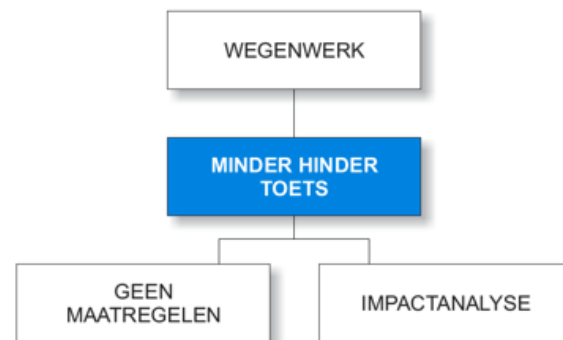 WEGENWERK
MINDER HINDER
TOETS
GEEN
MAATREGELEN
IMPACTANALYSE